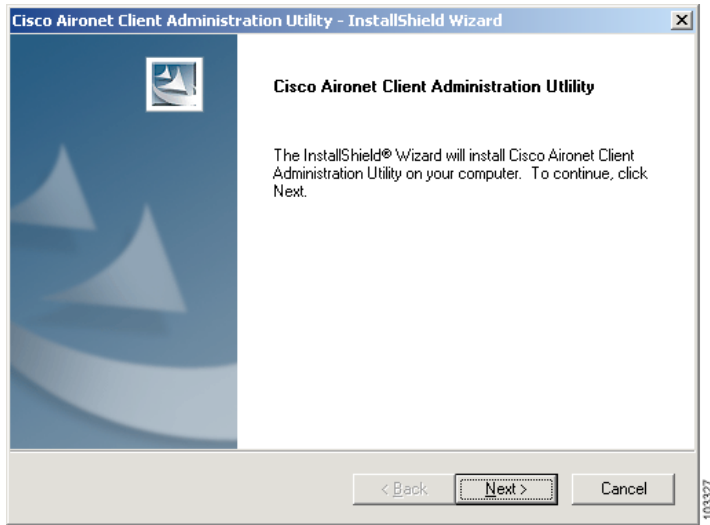 Cisco Aironet Client Administration Utility - InstallShield Wizard
Cisco Aironet Client Administration Utlility
The InstallShield® Wizard will install Cisco Aironet Client
Administration Utility on your computer. To continue, click
Next.
< Back
Next >
Cancel
103327